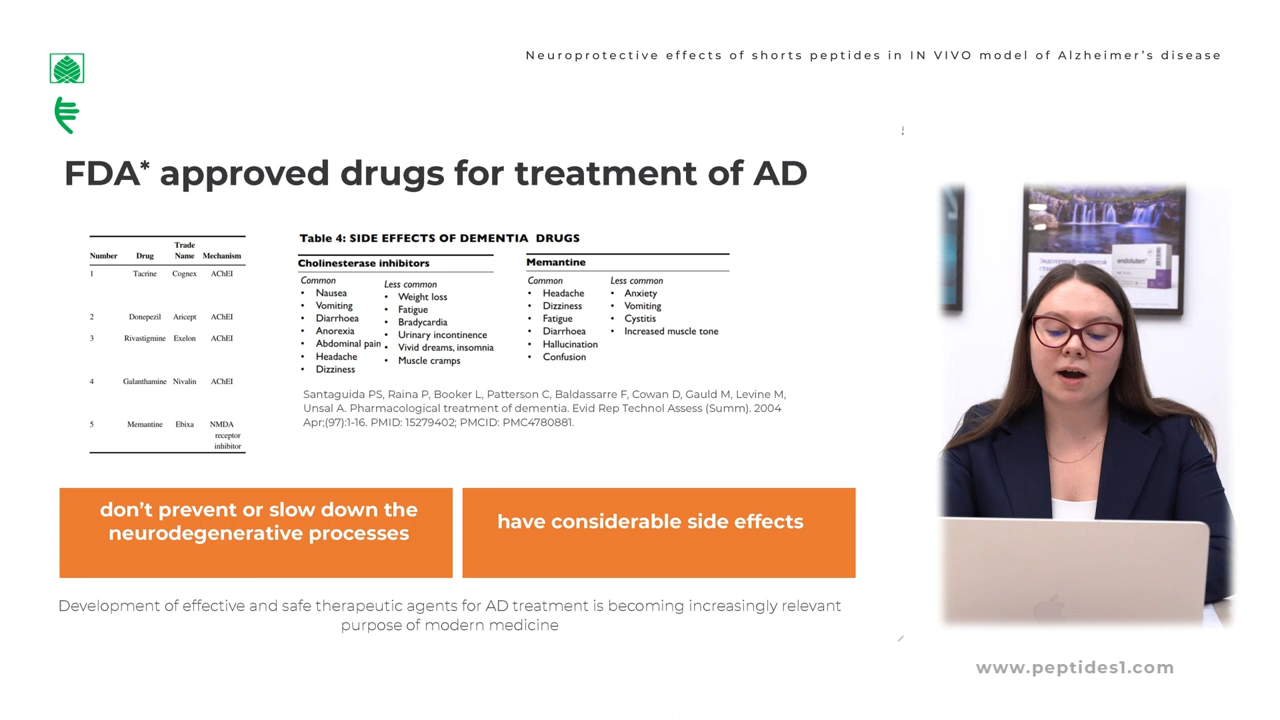 Neuroprotective effects of shorts peptides in IN VIVO model of Alzheimer's disease
FDA* approved drugs for treatment of AD
Number Drug Trade Name Mechanism
1 Tacrine Cognex AChEI
2 Donepezil Aricept AChEI
3 Rivastigmine Exelon AChEI
4 Galanthamine Nivalin AChEI
5 Memantine Ebixa NMDA
receptor
inhibitor
Table 4: SIDE EFFECTS OF DEMENTIA DRUGS
Cholinesterase inhibitors
Common
• Nausea
• Vomiting
• Diarrhoea
• Anorexia
• Abdominal pain
• Headache
• Dizziness
Less common
• Weight loss
• Fatigue
• Bradycardia
• Urinary incontinence
• Vivid dreams, insomnia
• Muscle cramps
Memantine
Common
• Headache
• Dizziness
• Fatigue
• Diarrhoea
• Hallucination
• Confusion
Less common
• Anxiety
• Vomiting
• Cystitis
• Increased muscle tone
Santaguida PS, Raina P, Booker L, Patterson C, Baldassarre F, Cowan D, Gauld M, Levine M,
Unsal A. Pharmacological treatment of dementia. Evid Rep Technol Assess (Summ). 2004
Apr;(97):1-16. PMID: 15279402; PMCID: PMC4780881.
don't prevent or slow down the
neurodegenerative processes
have considerable side effects
Development of effective and safe therapeutic agents for AD treatment is becoming increasingly relevant
purpose of modern medicine
endoluten
www.peptides1.com